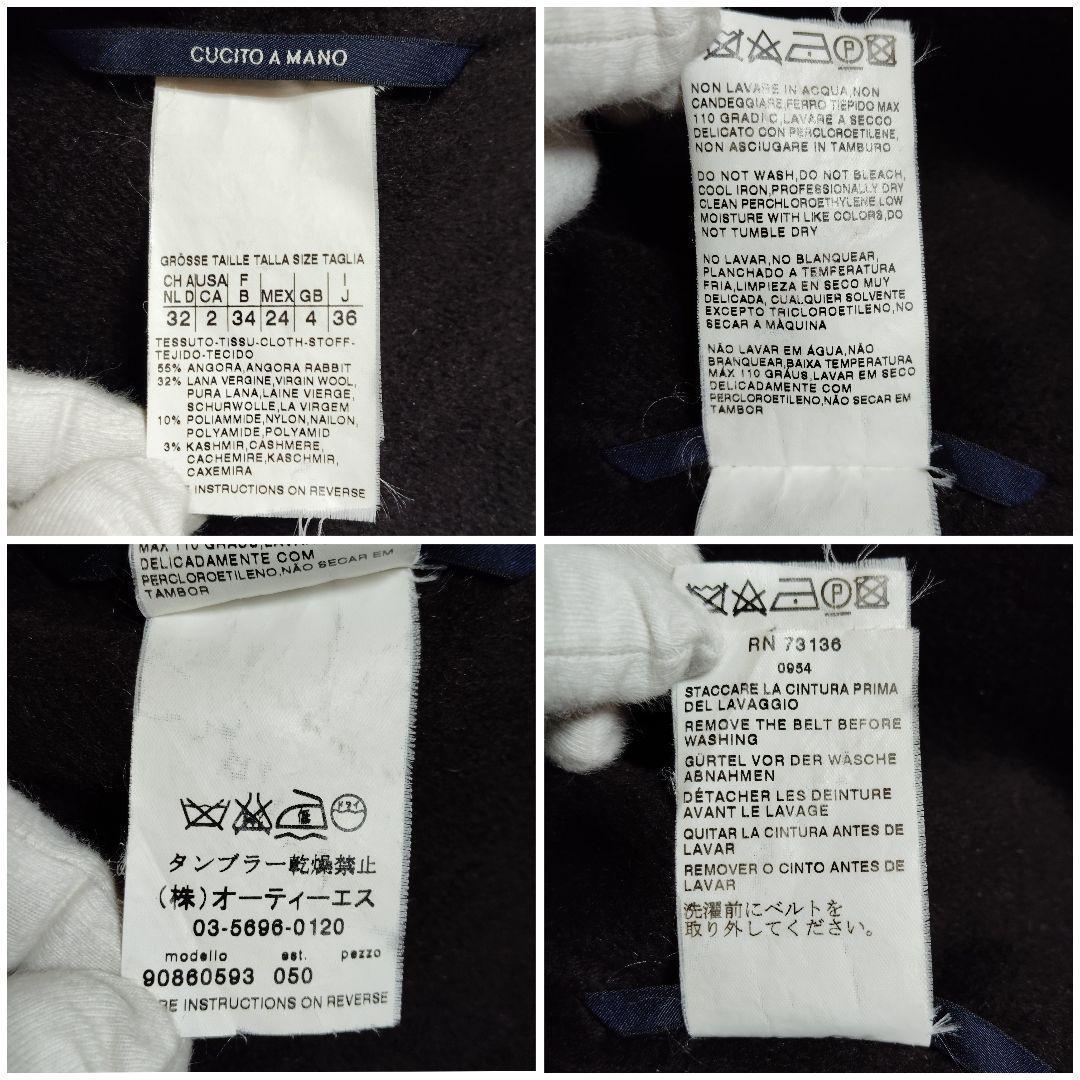 CUCITO A MANO
GRÖSSE TAILLE TALLA SIZE TAGLIA
CH A USA F I
NL D CA B MEX GB J
32 2 34 24 4 36
TESSUTO-TISSU-CLOTH-STOFF-
TEJIDO-TECIDO
55% ANGORA,ANGORA RABBIT
32% LANA VERGINE,VIRGIN WOOL,
PURA LANA,LAINE VIERGE,
SCHURWOLLE,LA VIRGEM
10% POLIAMMIDE,NYLON,NAILON,
POLYAMIDE,POLYAMID
3% KASHMIR,CASHMERE,
CACHEMIRE,KASCHMIR,
CAXEMIRA
INSTRUCTIONS ON REVERSE
P
NON LAVARE IN ACQUA,NON
CANDEGGIARE,FERRO TIEPIDO MAX
110 GRADI C,LAVARE A SECCO
DELICATO CON PERCLOROETILENE,
NON ASCIUGARE IN TAMBURO
DO NOT WASH,DO NOT BLEACH,
COOL IRON,PROFESSIONALLY DRY
CLEAN PERCHLOROETHYLENE,LOW
MOISTURE WITH LIKE COLORS,DO
NOT TUMBLE DRY
NO LAVAR,NO BLANQUEAR,
PLANCHADO A TEMPERATURA
FRIA,LIMPIEZA EN SECO MUY
DELICADA, CUALQUIER SOLVENTE
EXCEPTO TRICLOROETILENO,NO
SECAR A MÀQUINA
NÃO LAVAR EM ÁGUA,NÃO
BRANQUEAR,BAIXA TEMPERATURA
MÁX 110 GRÁUS,LAVAR EM SECO
DELICADAMENTE COM
PERCLOROETILENO,NÃO SECAR EM
TAMBOR
DELICADAMENTE COM
PERCLOROETILENO,NÃO SECAR EM
TAMBOR
低 ドライ
タンブラー乾燥禁止
(株)オーティーエス
03-5696-0120
modello est. pezzo
90860593 050
INSTRUCTIONS ON REVERSE
P
RN 73136
0954
STACCARE LA CINTURA PRIMA
DEL LAVAGGIO
REMOVE THE BELT BEFORE
WASHING
GÜRTEL VOR DER WÄSCHE
ABNAHMEN
DÉTACHER LES DEINTURE
AVANT LE LAVAGE
QUITAR LA CINTURA ANTES DE
LAVAR
REMOVER O CINTO ANTES DE
LAVAR
洗濯前にベルトを
取り外してください。